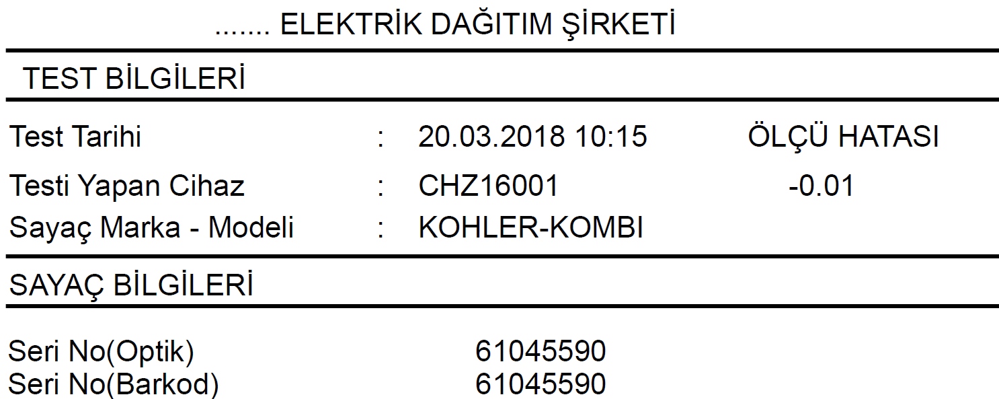 ....... ELEKTRİK DAĞITIM ŞİRKETİ
TEST BİLGİLERİ
Test Tarihi : 20.03.2018 10:15 ÖLÇÜ HATASI
Testi Yapan Cihaz : CHZ16001 -0.01
Sayaç Marka - Modeli : KOHLER-KOMBI
SAYAÇ BİLGİLERİ
Seri No(Optik) 61045590
Seri No(Barkod) 61045590